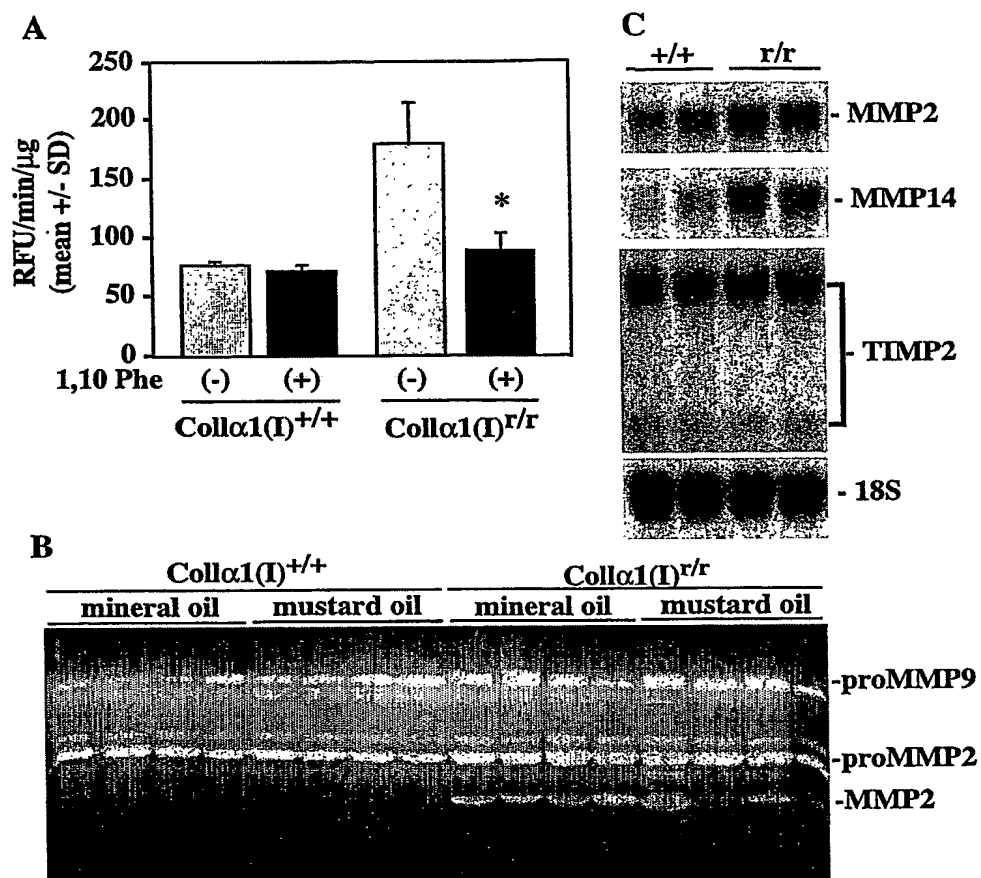 A
250
200
150
100
50
0
RFU/min/µg
(mean +/- SD)
*
1,10 Phe (-) (+) (-) (+)
Collα1(I)+/+ Collα1(I)r/r
C
+/+ r/r
- MMP2
- MMP14
- TIMP2
- 18S
B
Collα1(I)+/+ Collα1(I)r/r
mineral oil mustard oil mineral oil mustard oil
-proMMP9
-proMMP2
-MMP2